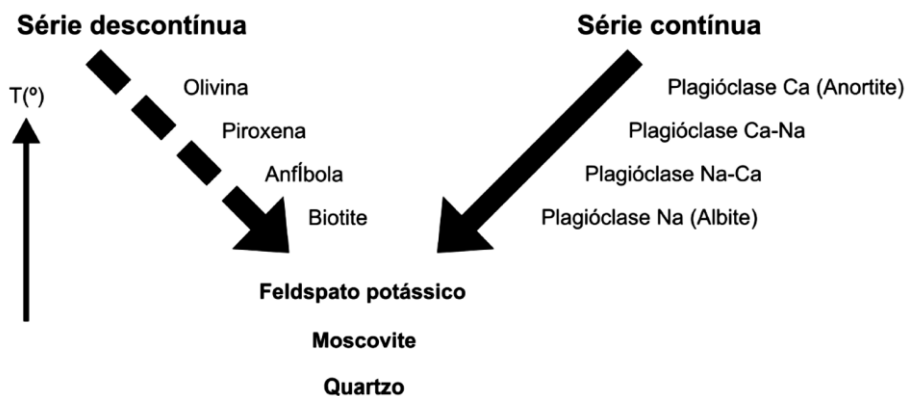 Série descontínua
Série contínua
T(º)
Olivina
Piroxena
Anfíbola
Biotite
Plagióclase Ca (Anortite)
Plagióclase Ca-Na
Plagióclase Na-Ca
Plagióclase Na (Albite)
Feldspato potássico
Moscovite
Quartzo